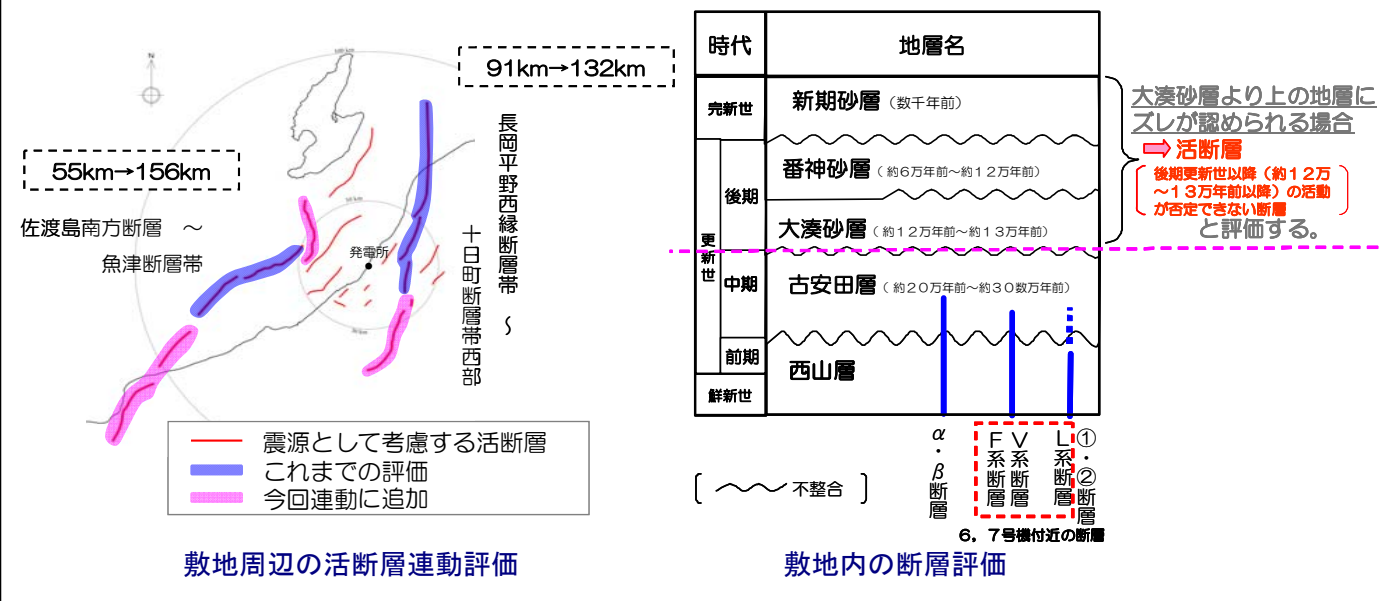 N
100 km
91km→132km
55km→156km
佐渡島南方断層　～
魚津断層帯
長岡平野西縁断層帯　～
十日町断層帯西部
30 km
発電所
30 km
震源として考慮する活断層
これまでの評価
今回連動に追加
敷地周辺の活断層連動評価
時代
地層名
完新世
新期砂層（数千年前）
更新世
後期
番神砂層（約６万年前～約１２万年前）
大湊砂層（約１２万年前～約１３万年前）
中期
古安田層（約２０万年前～約３０数万年前）
前期
西山層
鮮新世
大湊砂層より上の地層に
ズレが認められる場合
活断層
後期更新世以降（約１２万
～１３万年前以降）の活動
が否定できない断層
と評価する。
〔　不整合　〕
α・β断層
F系断層
V系断層
L系断層
①・②断層
６，７号機付近の断層
敷地内の断層評価